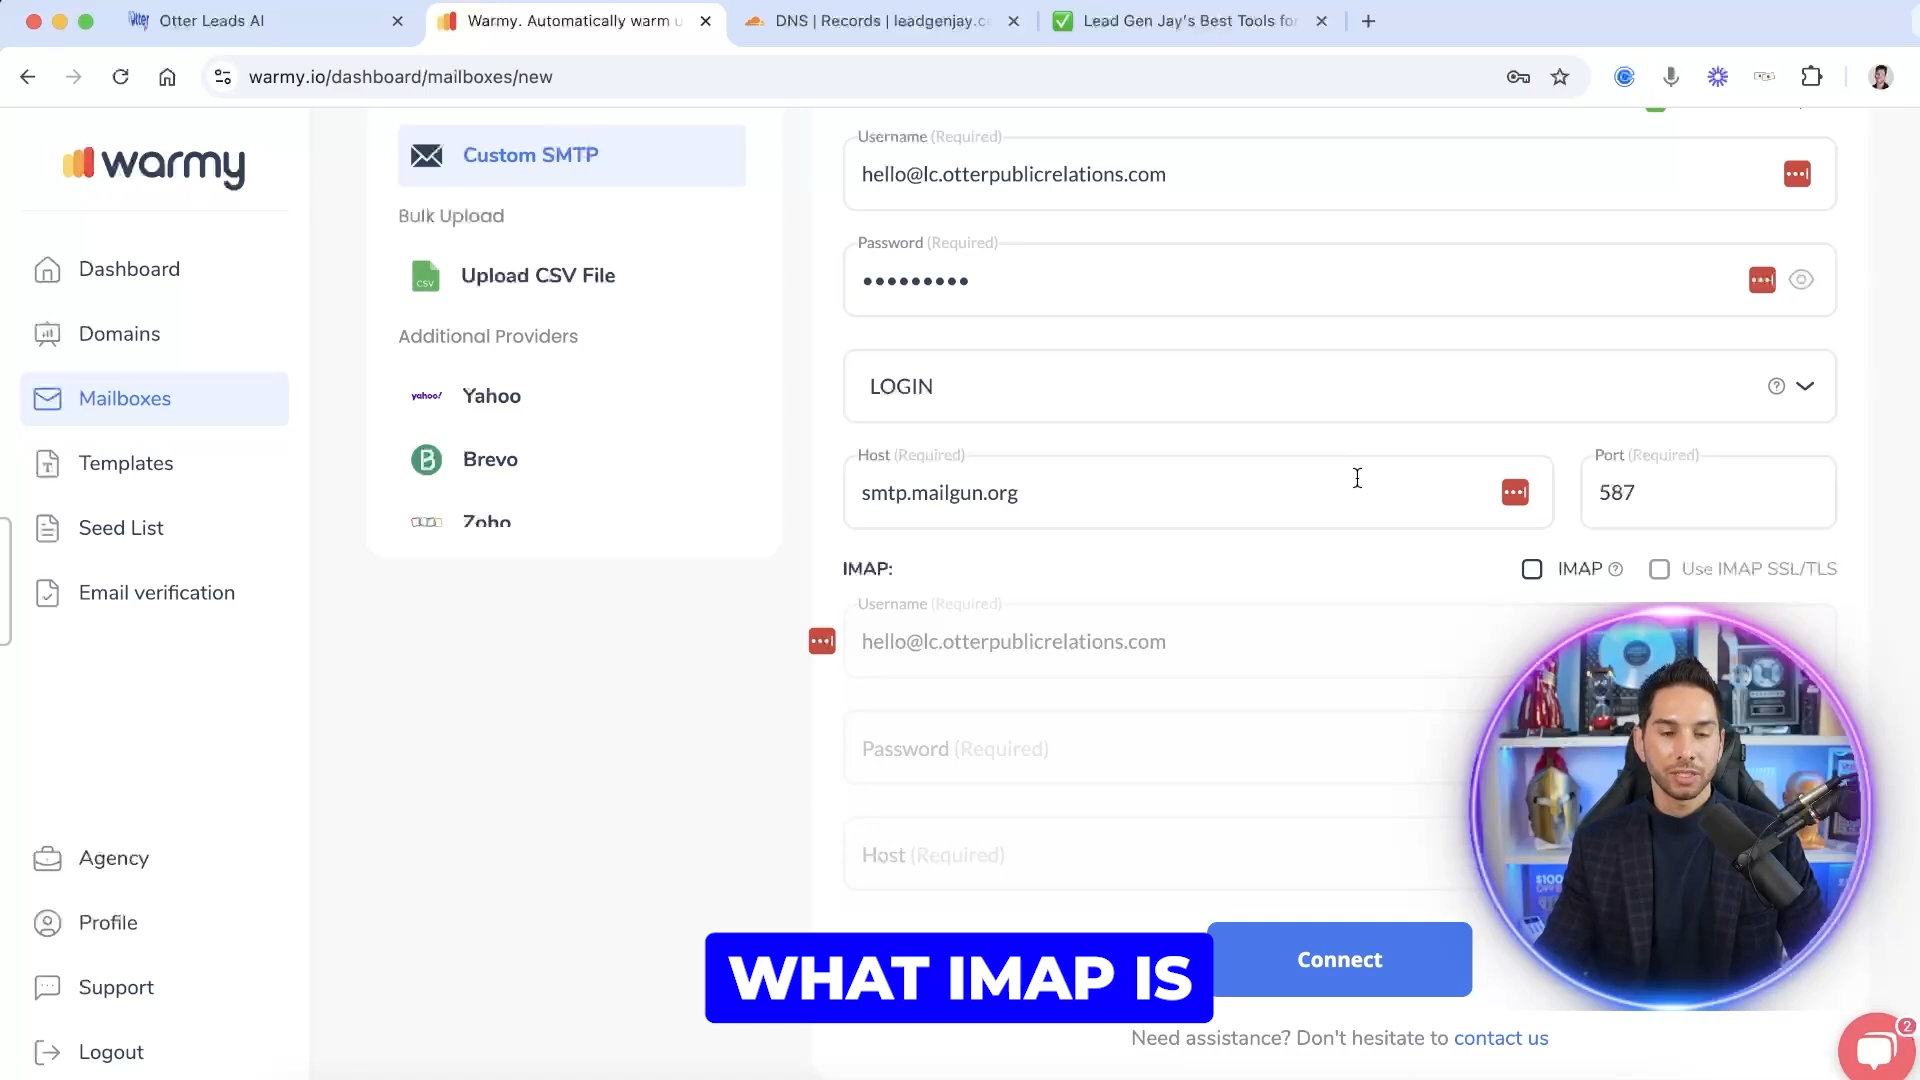 Otter Leads AI
Warmy. Automatically warm u
DNS | Records | leadgenjay.c
Lead Gen Jay's Best Tools for
warmy.io/dashboard/mailboxes/new
warmy
Dashboard
Domains
Mailboxes
Templates
Seed List
Email verification
Agency
Profile
Support
Logout
Custom SMTP
Bulk Upload
CSV
Upload CSV File
Additional Providers
yahoo!
Yahoo
B
Brevo
Zoho
Username (Required)
hello@lc.otterpublicrelations.com
Password (Required)
•••••••••
LOGIN
Host (Required)
smtp.mailgun.org
Port (Required)
587
IMAP:
IMAP
Use IMAP SSL/TLS
Username (Required)
hello@lc.otterpublicrelations.com
Password (Required)
Host (Required)
WHAT IMAP IS
Connect
Need assistance? Don't hesitate to contact us
2